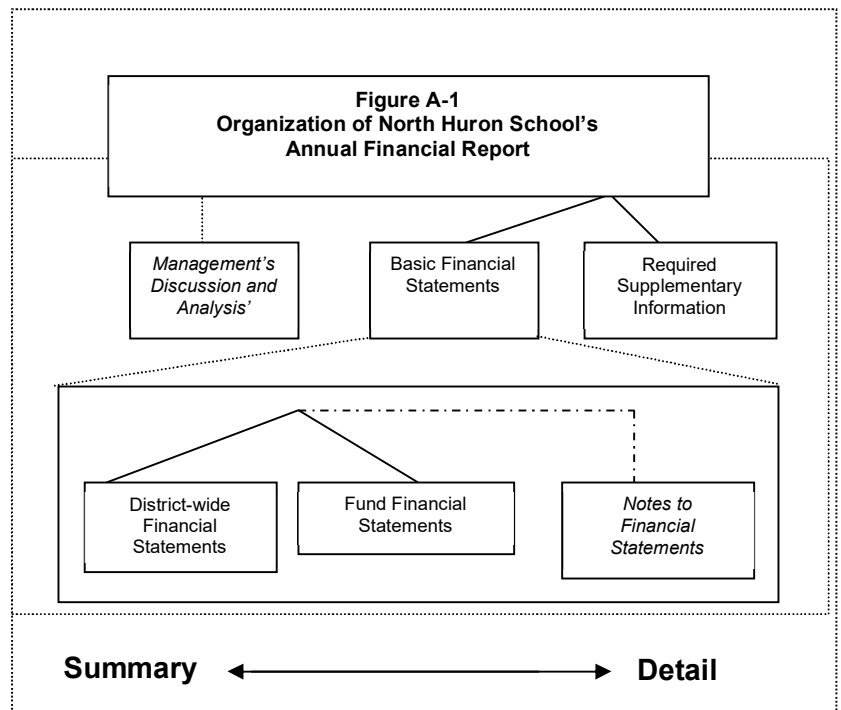 Figure A-1
Organization of North Huron School's
Annual Financial Report
Management's
Discussion and
Analysis'
Basic Financial
Statements
Required
Supplementary
Information
District-wide
Financial
Statements
Fund Financial
Statements
Notes to
Financial
Statements
Summary
Detail